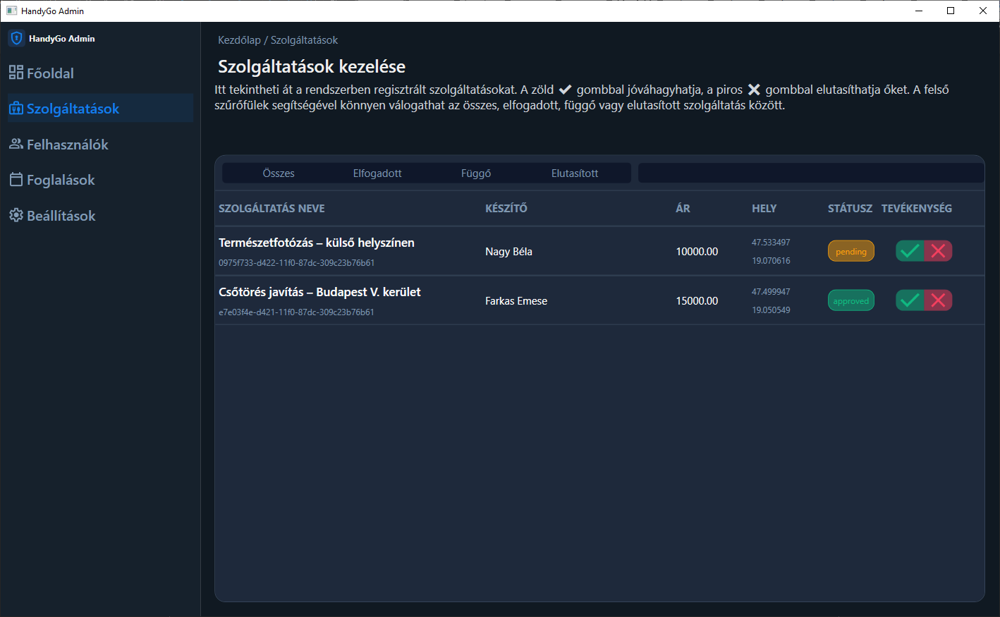 HandyGo Admin
HandyGo Admin
Főoldal
Szolgáltatások
Felhasználók
Foglalások
Beállítások
Kezdőlap / Szolgáltatások
Szolgáltatások kezelése
Itt tekintheti át a rendszerben regisztrált szolgáltatásokat. A zöld ✔ gombbal jóváhagyhatja, a piros ✖ gombbal elutasíthatja őket. A felső
szűrőfülek segítségével könnyen válogathat az összes, elfogadott, függő vagy elutasított szolgáltatás között.
Összes Elfogadott Függő Elutasított
SZOLGÁLTATÁS NEVE KÉSZÍTŐ ÁR HELY STÁTUSZ TEVÉKENYSÉG
Természetfotózás – külső helyszínen
0975f733-d422-11f0-87dc-309c23b76b61
Nagy Béla
10000.00
47.533497
19.070616
pending
Csőtörés javítás – Budapest V. kerület
e7e03f4e-d421-11f0-87dc-309c23b76b61
Farkas Emese
15000.00
47.499947
19.050549
approved